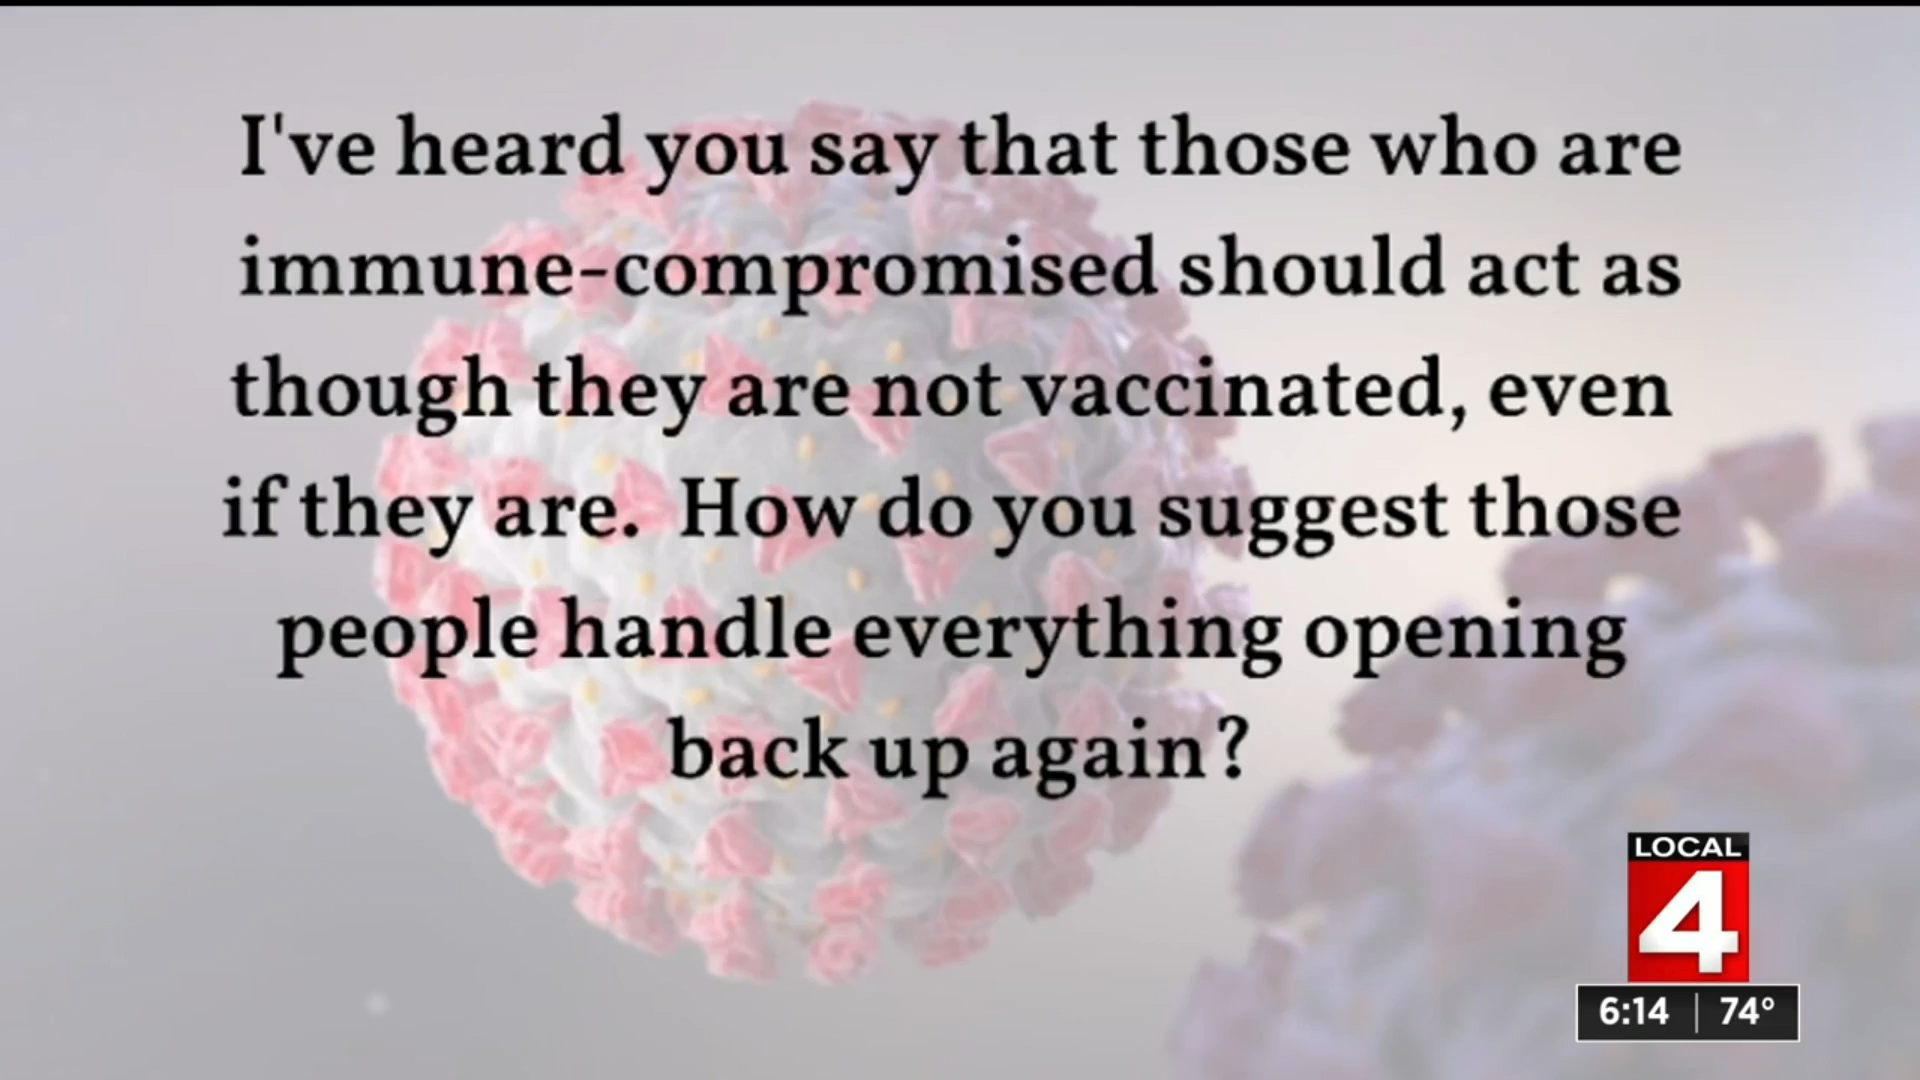 I've heard you say that those who are
immune-compromised should act as
though they are not vaccinated, even
if they are.  How do you suggest those
people handle everything opening
back up again?
LOCAL
4
6:14 | 74°